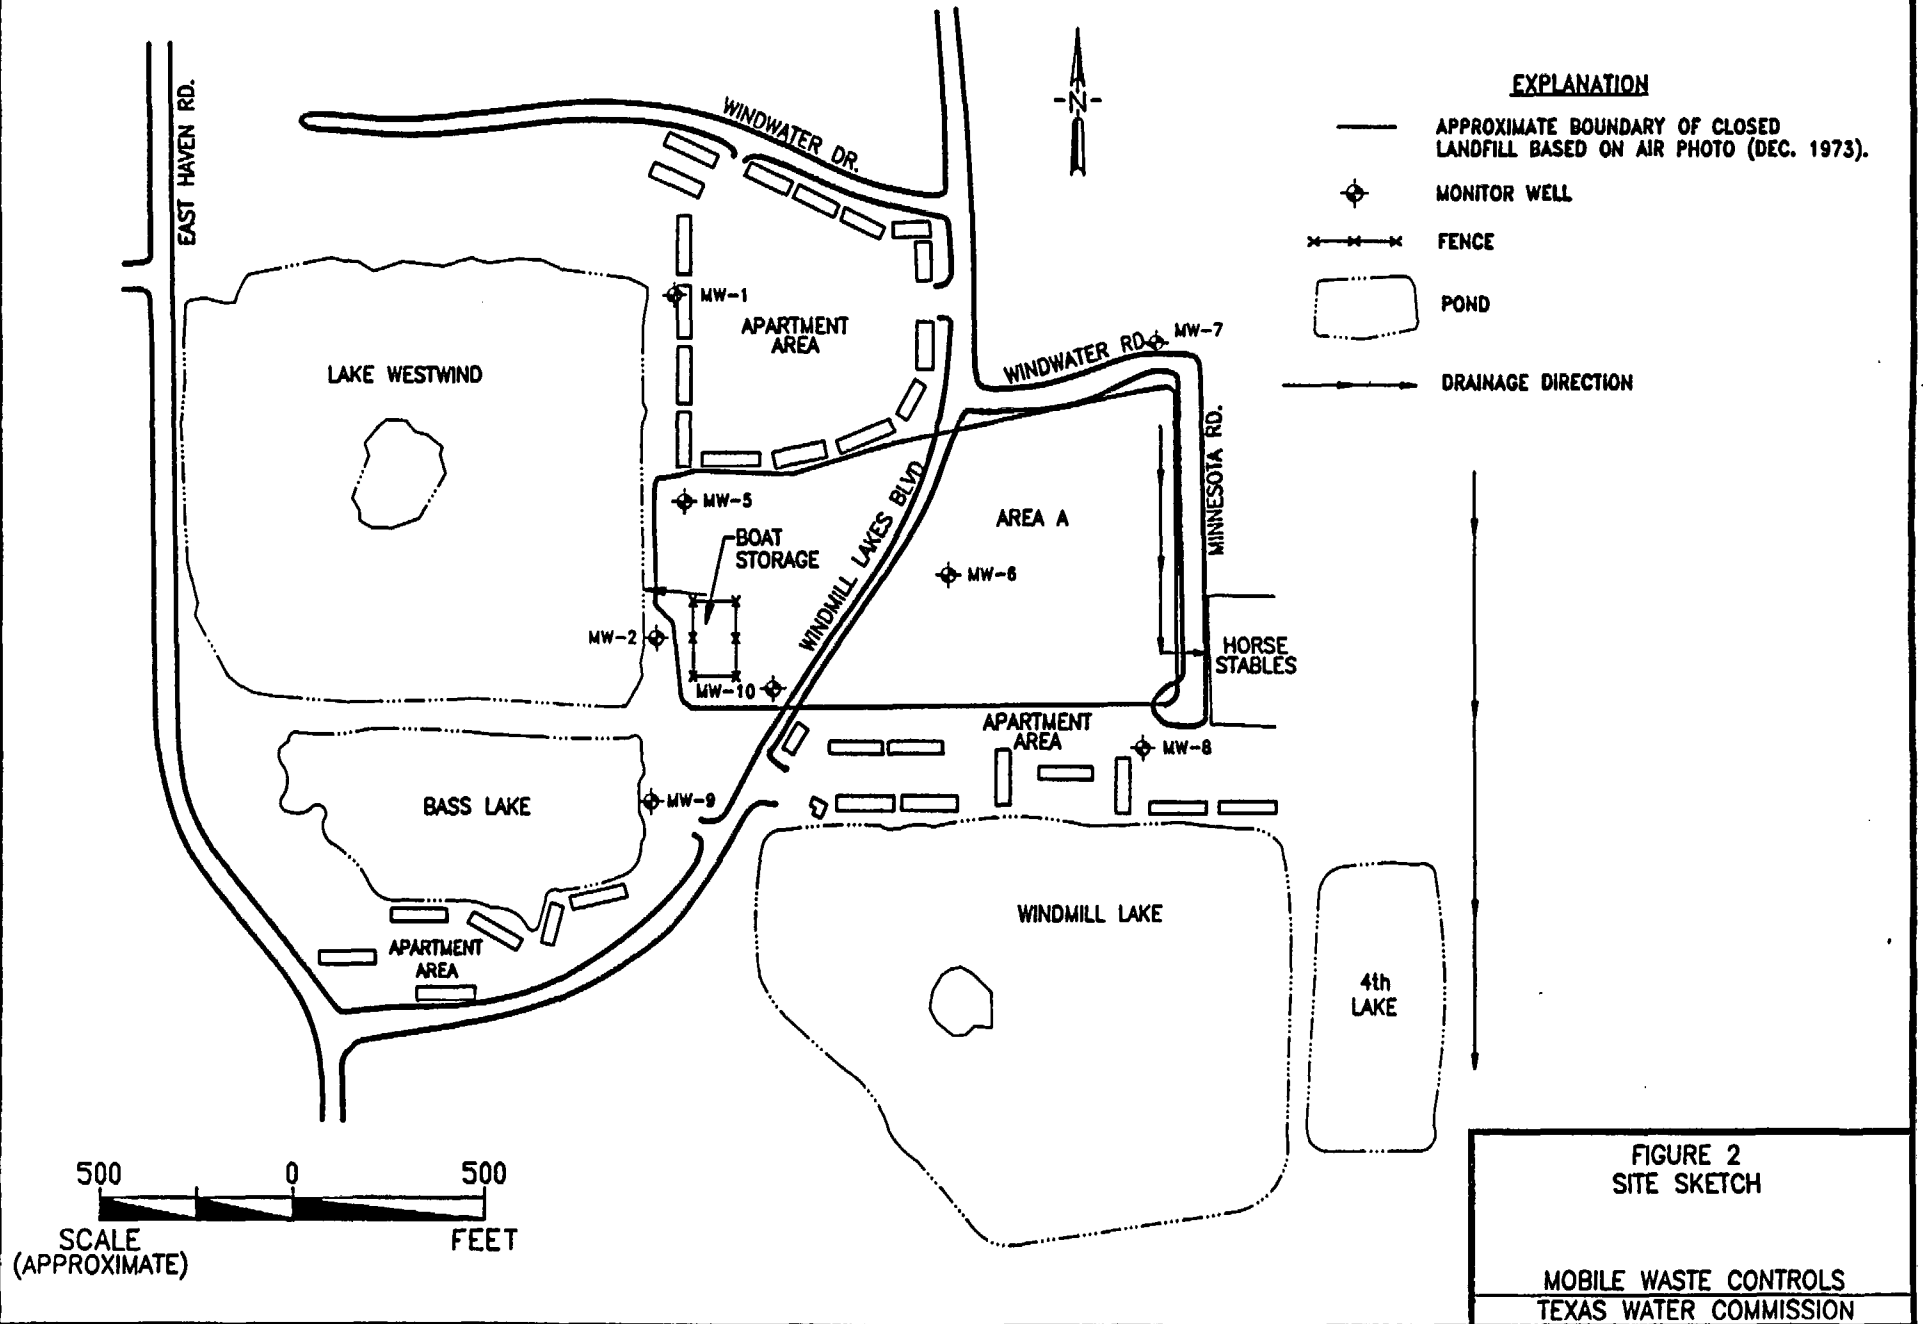 EXPLANATION
APPROXIMATE BOUNDARY OF CLOSED
LANDFILL BASED ON AIR PHOTO (DEC. 1973).
MONITOR WELL
FENCE
POND
DRAINAGE DIRECTION
N
EAST HAVEN RD.
WINDWATER DR.
MW-1
APARTMENT
AREA
LAKE WESTWIND
WINDWATER RD.
MW-7
MINNESOTA RD.
MW-5
BOAT
STORAGE
WINDMILL LAKES BLVD
AREA A
MW-6
MW-2
MW-10
HORSE
STABLES
APARTMENT
AREA
MW-8
BASS LAKE
MW-9
APARTMENT
AREA
WINDMILL LAKE
4th
LAKE
500 0 500
SCALE FEET
(APPROXIMATE)
FIGURE 2
SITE SKETCH
MOBILE WASTE CONTROLS
TEXAS WATER COMMISSION